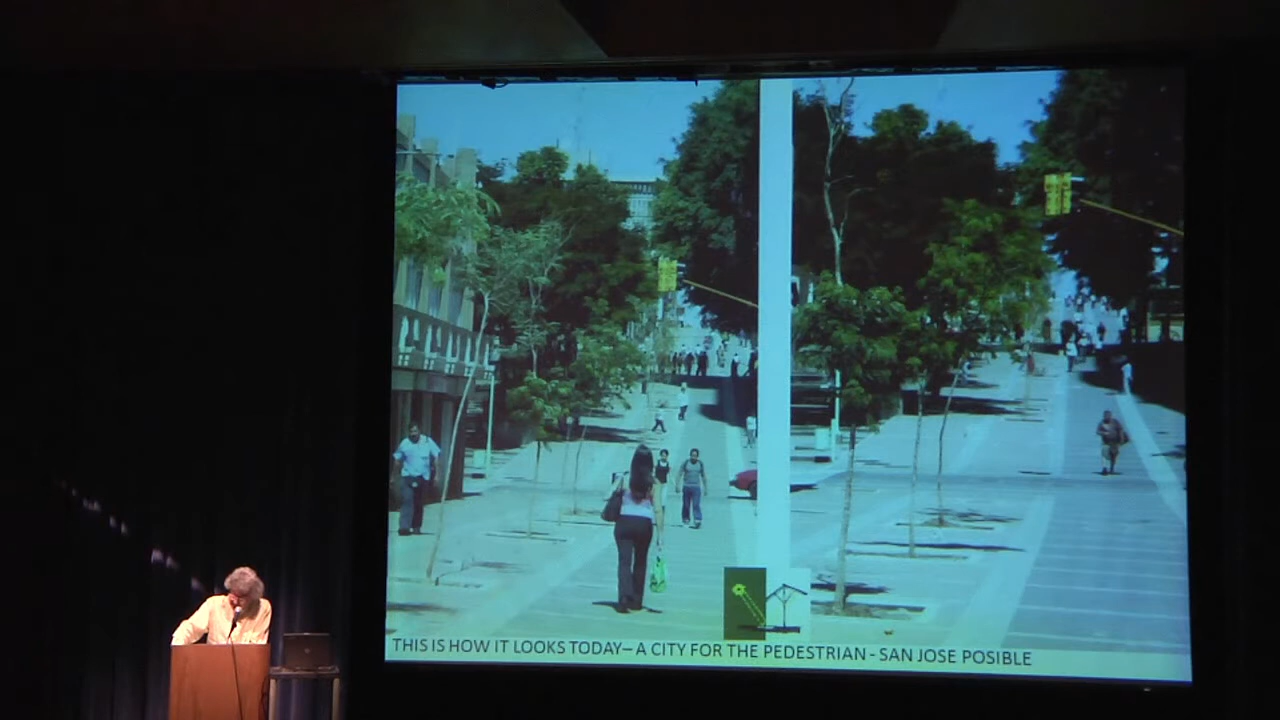 THIS IS HOW IT LOOKS TODAY– A CITY FOR THE PEDESTRIAN - SAN JOSE POSIBLE